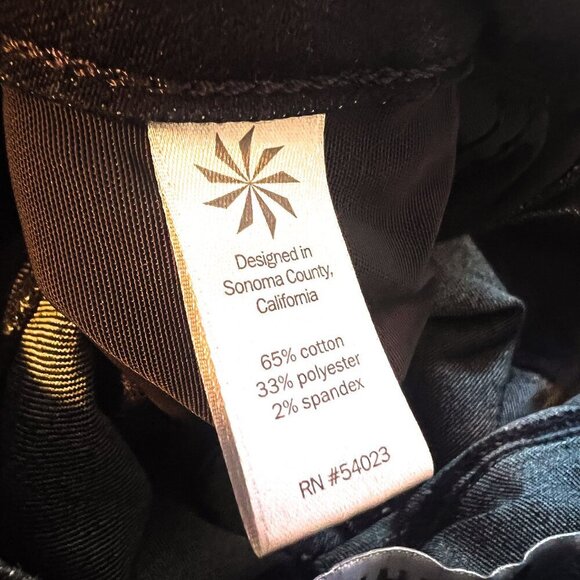 Designed in
Sonoma County,
California
65% cotton
33% polyester
2% spandex
RN #54023